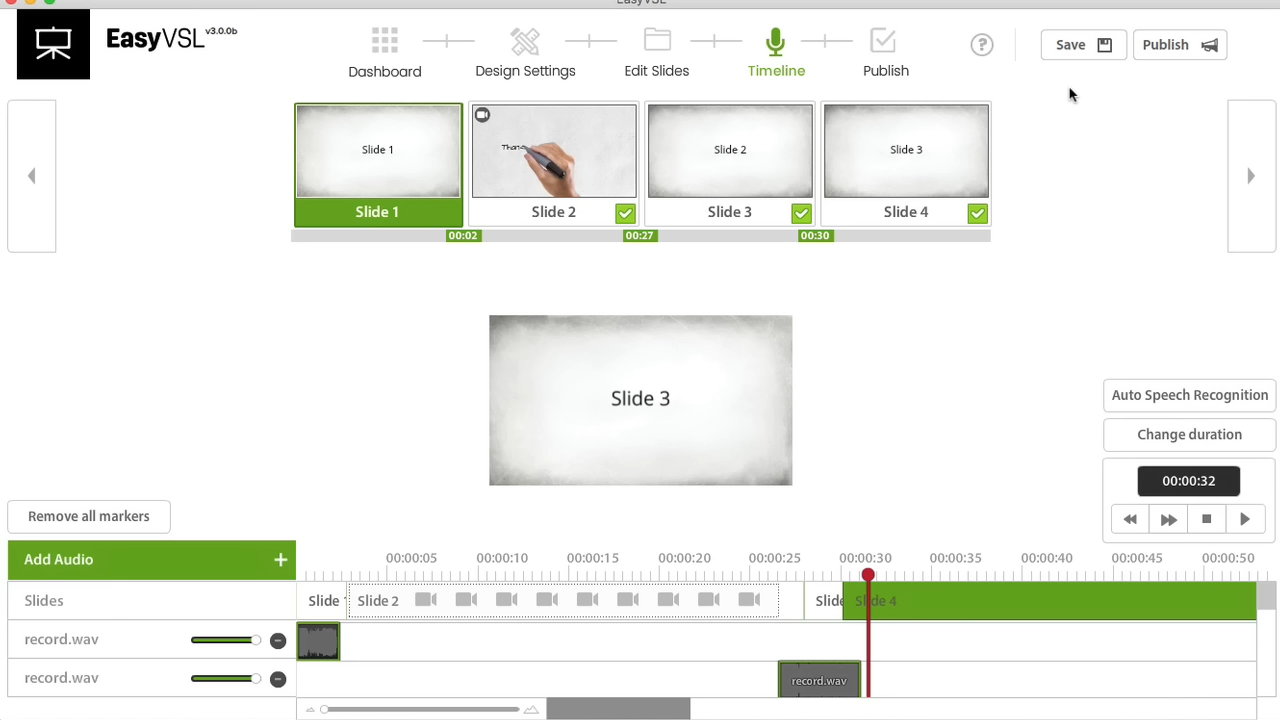 EasyVSL
EasyVSL v3.0.0b
Dashboard
Design Settings
Edit Slides
Timeline
Publish
?
Save
Publish
Slide 1
Slide 2
Slide 3
Slide 1
Slide 2
Slide 3
Slide 4
00:02
00:27
00:30
Slide 3
Auto Speech Recognition
Change duration
00:00:32
Remove all markers
Add Audio +
00:00:05 00:00:10 00:00:15 00:00:20 00:00:25 00:00:30 00:00:35 00:00:40 00:00:45 00:00:50
Slides
Slide
Slide 2
Slide
Slide 4
record.wav
record.wav
record.wav